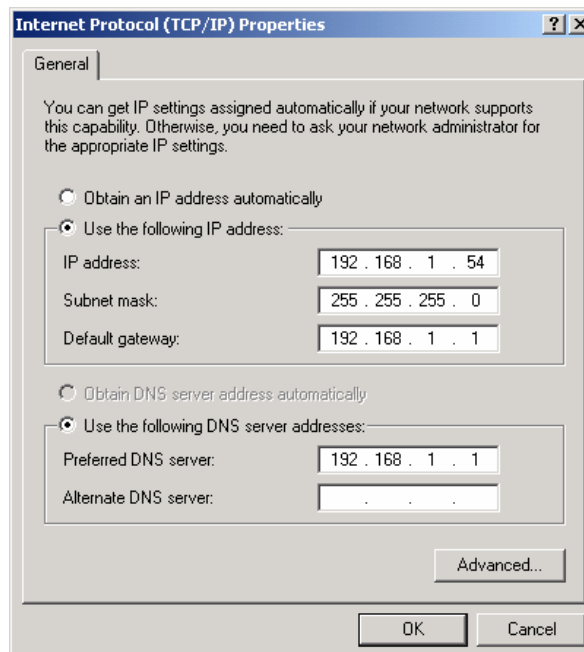 Internet Protocol (TCP/IP) Properties
General
You can get IP settings assigned automatically if your network supports
this capability. Otherwise, you need to ask your network administrator for
the appropriate IP settings.
Obtain an IP address automatically
Use the following IP address:
IP address: 192 . 168 . 1 . 54
Subnet mask: 255 . 255 . 255 . 0
Default gateway: 192 . 168 . 1 . 1
Obtain DNS server address automatically
Use the following DNS server addresses:
Preferred DNS server: 192 . 168 . 1 . 1
Alternate DNS server: . . .
Advanced...
OK Cancel